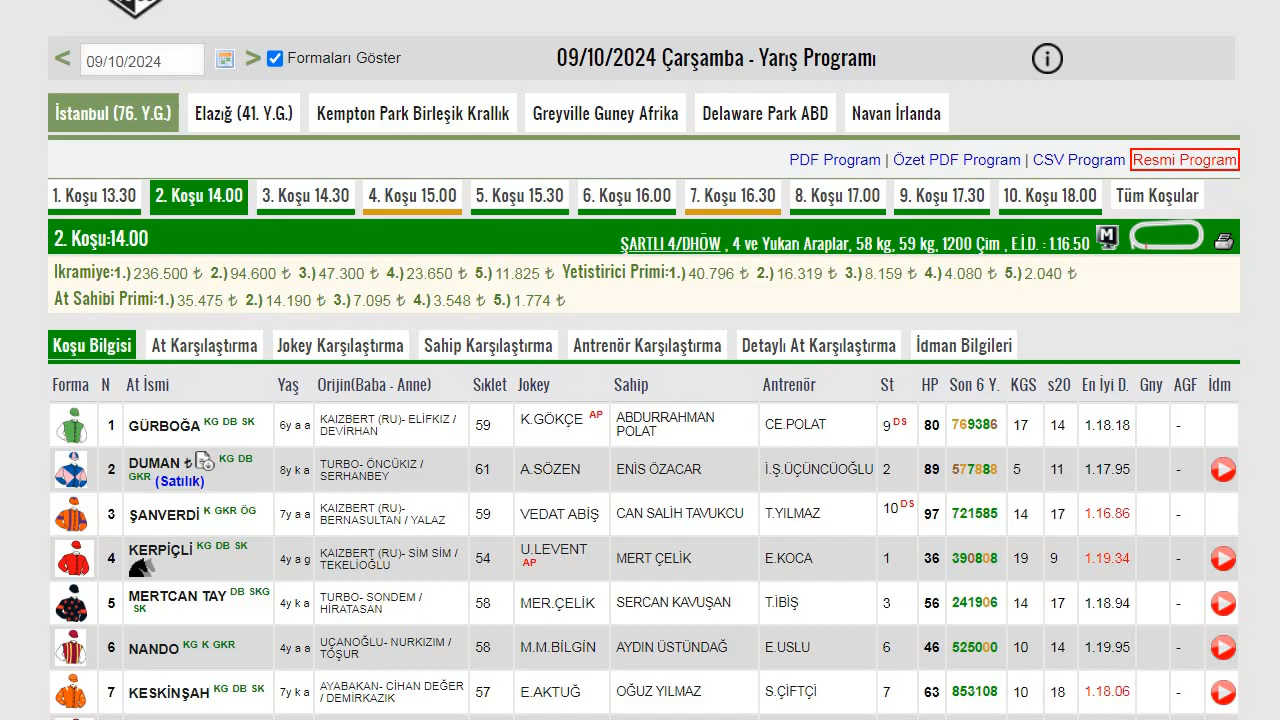 < 09/10/2024 > Formaları Göster 09/10/2024 Çarşamba - Yarış Programı
İstanbul (76. Y.G.) Elazığ (41. Y.G.) Kempton Park Birleşik Krallık Greyville Guney Afrika Delaware Park ABD Navan İrlanda
PDF Program | Özet PDF Program | CSV Program Resmi Program
1. Koşu 13.30 2. Koşu 14.00 3. Koşu 14.30 4. Koşu 15.00 5. Koşu 15.30 6. Koşu 16.00 7. Koşu 16.30 8. Koşu 17.00 9. Koşu 17.30 10. Koşu 18.00 Tüm Koşular
2. Koşu:14.00 ŞARTLI 4/DHÖW , 4 ve Yukarı Araplar, 58 kg, 59 kg, 1200 Çim , E.İ.D. : 1.16.50 M
Ikramiye:1.) 236.500 ₺ 2.) 94.600 ₺ 3.) 47.300 ₺ 4.) 23.650 ₺ 5.) 11.825 ₺ Yetistirici Primi:1.) 40.796 ₺ 2.) 16.319 ₺ 3.) 8.159 ₺ 4.) 4.080 ₺ 5.) 2.040 ₺
At Sahibi Primi:1.) 35.475 ₺ 2.) 14.190 ₺ 3.) 7.095 ₺ 4.) 3.548 ₺ 5.) 1.774 ₺
Koşu Bilgisi At Karşılaştırma Jokey Karşılaştırma Sahip Karşılaştırma Antrenör Karşılaştırma Detaylı At Karşılaştırma İdman Bilgileri
Forma N At İsmi Yaş Orijin(Baba - Anne) Sıklet Jokey Sahip Antrenör St HP Son 6 Y. KGS s20 En İyi D. Gny AGF İdm
1 GÜRBOĞA KG DB SK 6y a a KAIZBERT (RU)- ELİFKIZ / DEVİRHAN 59 K.GÖKÇE AP ABDURRAHMAN POLAT CE.POLAT 9 DS 80 769386 17 14 1.18.18 -
2 DUMAN ₺ KG DB GKR (Satılık) 8y k a TURBO- ÖNCÜKIZ / SERHANBEY 61 A.SÖZEN ENİS ÖZACAR İ.Ş.ÜÇÜNCÜOĞLU 2 89 577888 5 11 1.17.95 -
3 ŞANVERDİ K GKR ÖG 7y a a KAIZBERT (RU)- BERNASULTAN / YALAZ 59 VEDAT ABİŞ CAN SALİH TAVUKCU T.YILMAZ 10 DS 97 721585 14 17 1.16.86 -
4 KERPİÇLİ KG DB SK 4y a g KAIZBERT (RU)- SİM SİM / TEKELİOĞLU 54 U.LEVENT AP MERT ÇELİK E.KOCA 1 36 390808 19 9 1.19.34 -
5 MERTCAN TAY DB SKG SK 4y k a TURBO- SONDEM / HİRATASAN 58 MER.ÇELİK SERCAN KAVUŞAN T.İBİŞ 3 56 241906 14 17 1.18.94 -
6 NANDO KG K GKR 4y a a UÇANOĞLU- NURKIZIM / TOSUR 58 M.M.BİLGİN AYDIN ÜSTÜNDAĞ E.USLU 6 46 525000 10 14 1.19.95 -
7 KESKİNŞAH KG DB SK 7y k a AYABAKAN- CİHAN DEĞER / DEMİRKAZIK 57 E.AKTUĞ OĞUZ YILMAZ S.ÇİFTÇİ 7 63 853108 10 18 1.18.06 -